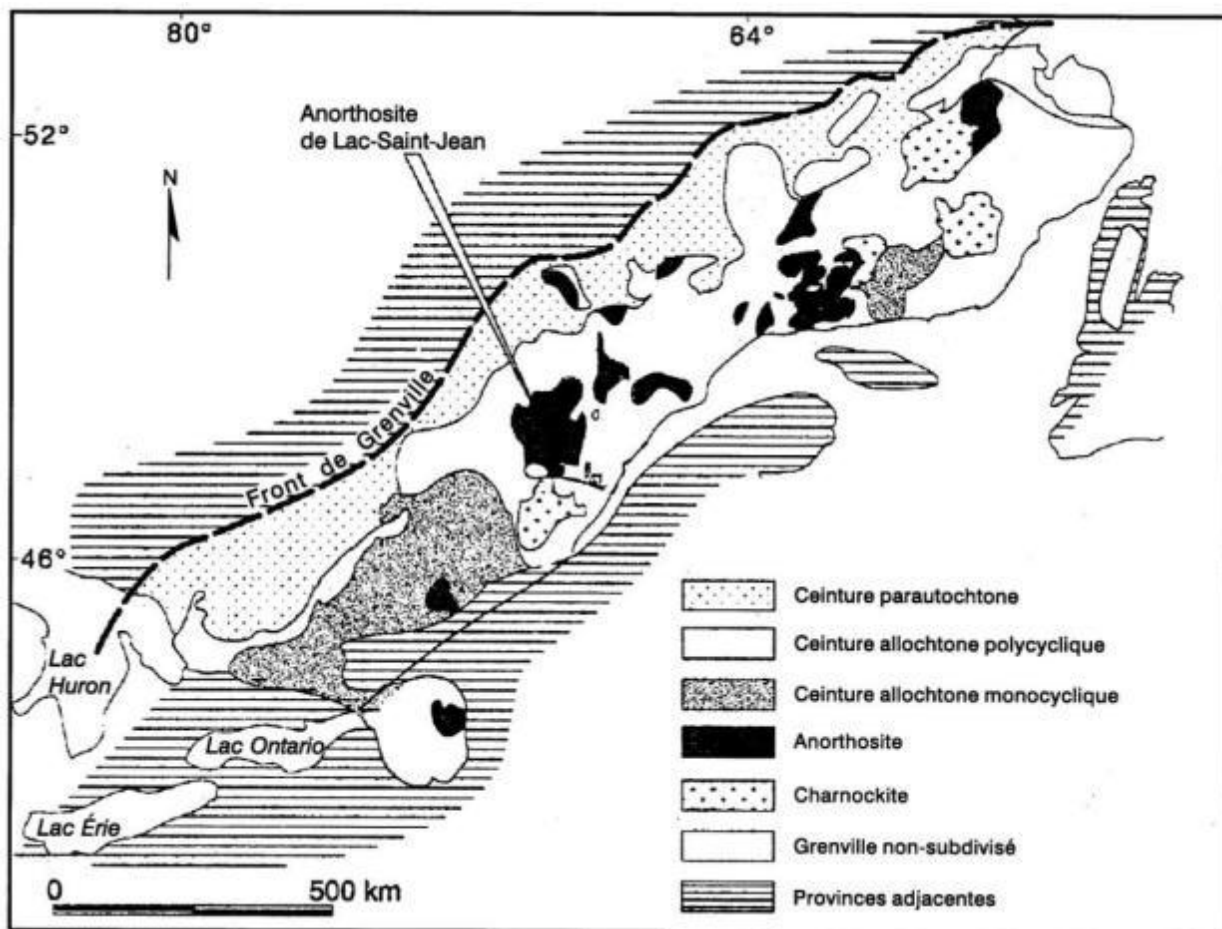 80°
64°
52°
Anorthosite
de Lac-Saint-Jean
N
Front de Grenville
46°
Lac
Huron
Lac Ontario
Lac Érie
0 500 km
Ceinture parautochtone
Ceinture allochtone polycyclique
Ceinture allochtone monocyclique
Anorthosite
Charnockite
Grenville non-subdivisé
Provinces adjacentes